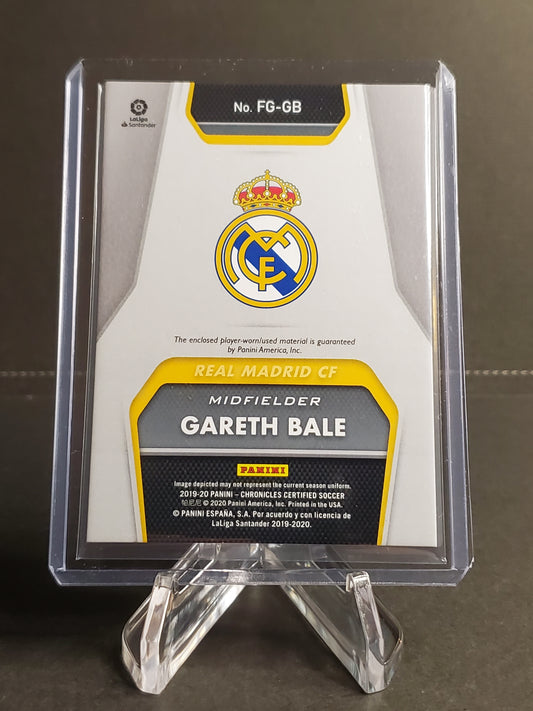 No. FG-GB
LaLiga
Santander
MCF
The enclosed player-worn/used material is guaranteed
by Panini America, Inc.
REAL MADRID CF
MIDFIELDER
GARETH BALE
PANINI
Image depicted may not represent the current season uniform.
2019-20 PANINI – CHRONICLES CERTIFIED SOCCER
© 2020 Panini America, Inc. Printed in the USA.
© PANINI ESPAÑA, S.A. Por acuerdo y con licencia de
LaLiga Santander 2019-2020.